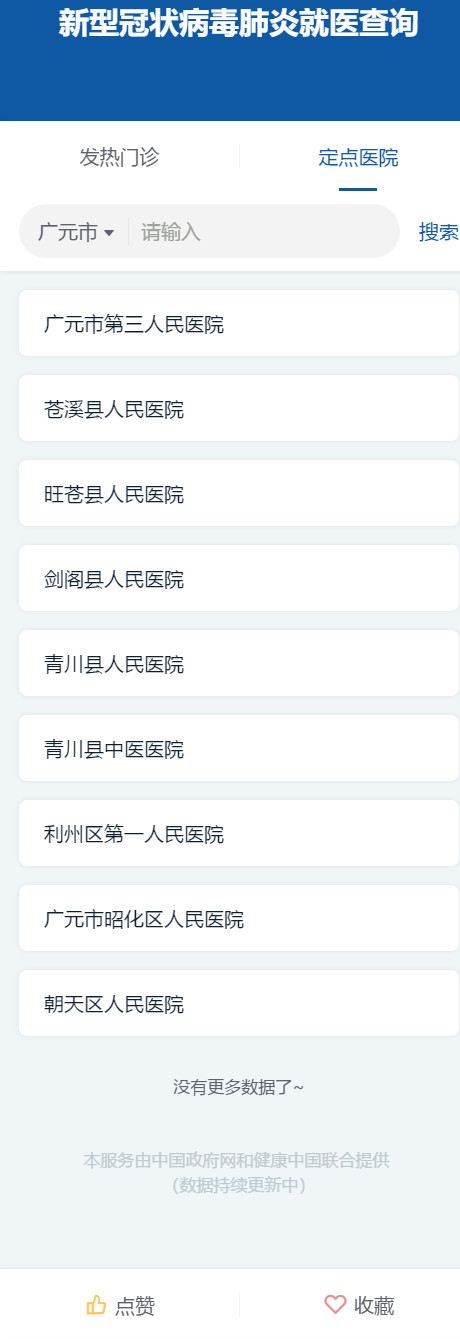 新型冠状病毒肺炎就医查询
发热门诊
定点医院
广元市
请输入
搜索
广元市第三人民医院
苍溪县人民医院
旺苍县人民医院
剑阁县人民医院
青川县人民医院
青川县中医医院
利州区第一人民医院
广元市昭化区人民医院
朝天区人民医院
没有更多数据了~
本服务由中国政府网和健康中国联合提供
（数据持续更新中）
点赞
收藏